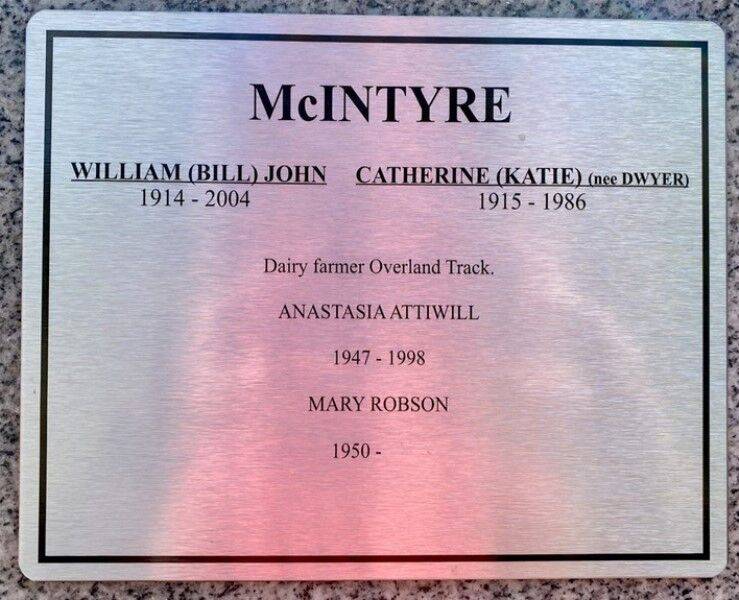 McINTYRE
WILLIAM (BILL) JOHN CATHERINE (KATIE) (nee DWYER)
1914 - 2004 1915 - 1986
Dairy farmer Overland Track.
ANASTASIA ATTIWILL
1947 - 1998
MARY ROBSON
1950 -